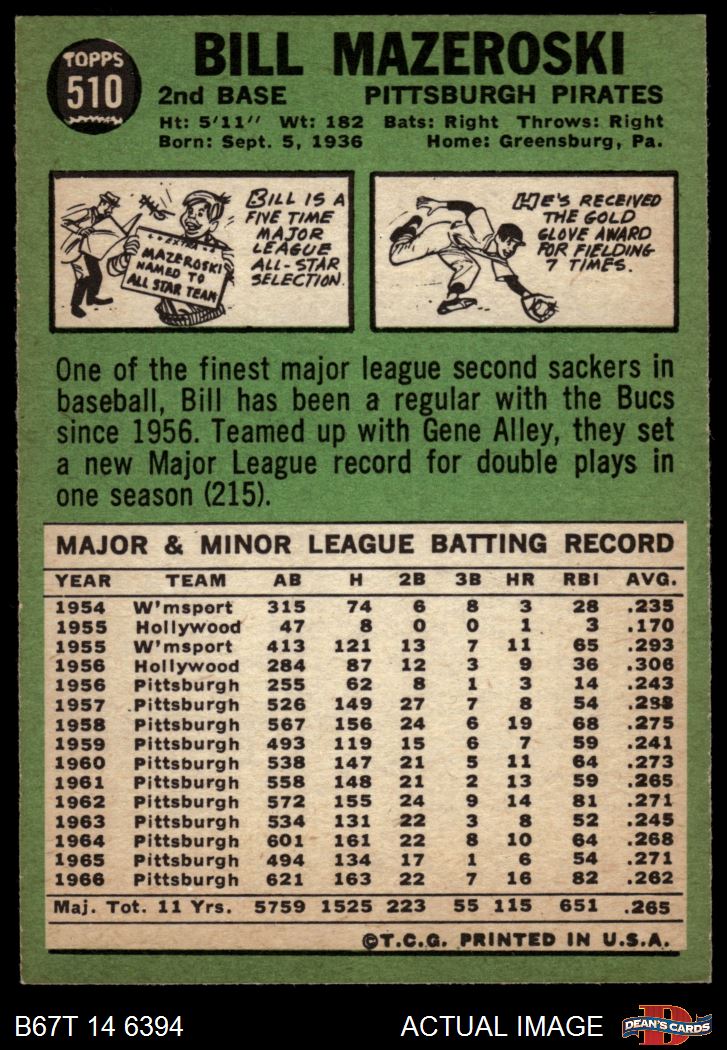 TOPPS
510
BILL MAZEROSKI
2nd BASE PITTSBURGH PIRATES
Ht: 5'11" Wt: 182 Bats: Right Throws: Right
Born: Sept. 5, 1936 Home: Greensburg, Pa.
EXTRA
MAZEROSKI
NAMED TO
ALL STAR TEAM
BILL IS A
FIVE TIME
MAJOR
LEAGUE
ALL-STAR
SELECTION.
HE'S RECEIVED
THE GOLD
GLOVE AWARD
FOR FIELDING
7 TIMES.
One of the finest major league second sackers in
baseball, Bill has been a regular with the Bucs
since 1956. Teamed up with Gene Alley, they set
a new Major League record for double plays in
one season (215).
MAJOR & MINOR LEAGUE BATTING RECORD
YEAR TEAM AB H 2B 3B HR RBI AVG.
1954 W'msport 315 74 6 8 3 28 .235
1955 Hollywood 47 8 0 0 1 3 .170
1955 W'msport 413 121 13 7 11 65 .293
1956 Hollywood 284 87 12 3 9 36 .306
1956 Pittsburgh 255 62 8 1 3 14 .243
1957 Pittsburgh 526 149 27 7 8 54 .283
1958 Pittsburgh 567 156 24 6 19 68 .275
1959 Pittsburgh 493 119 15 6 7 59 .241
1960 Pittsburgh 538 147 21 5 11 64 .273
1961 Pittsburgh 558 148 21 2 13 59 .265
1962 Pittsburgh 572 155 24 9 14 81 .271
1963 Pittsburgh 534 131 22 3 8 52 .245
1964 Pittsburgh 601 161 22 8 10 64 .268
1965 Pittsburgh 494 134 17 1 6 54 .271
1966 Pittsburgh 621 163 22 7 16 82 .262
Maj. Tot. 11 Yrs. 5759 1525 223 55 115 651 .265
©T.C.G. PRINTED IN U.S.A.
B67T 14 6394 ACTUAL IMAGE
D
DEAN'S CARDS